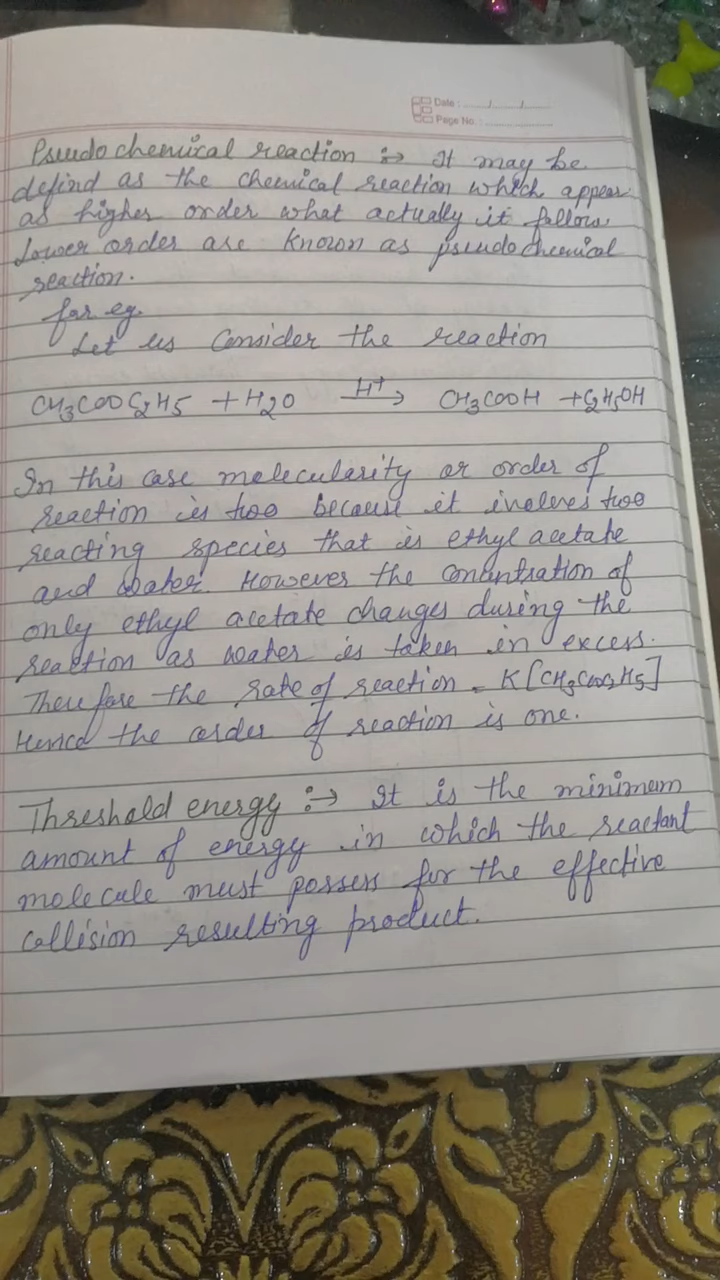 Date : ......../......../........
Page No. : ....................
Pseudo chemical reaction :→ It may be
defind as the chemical reaction which appear
as higher order what actually it follow
lower order are known as pseudo chemical
reaction.
for eg.
Let us Consider the reaction
CH3COOC2H5 + H2O H+→ CH3COOH + C2H5OH
In this case molecularity or order of
reaction is two because it involves two
reacting species that is ethyl acetate
and water. However the concentration of
only ethyl acetate changes during the
reaction as water is taken in excess.
Therefore the rate of reaction = K[CH3COOC2H5]
Hence the order of reaction is one.
Threshold energy :→ It is the minimum
amount of energy in which the reactant
molecule must possess for the effective
collision resulting product.